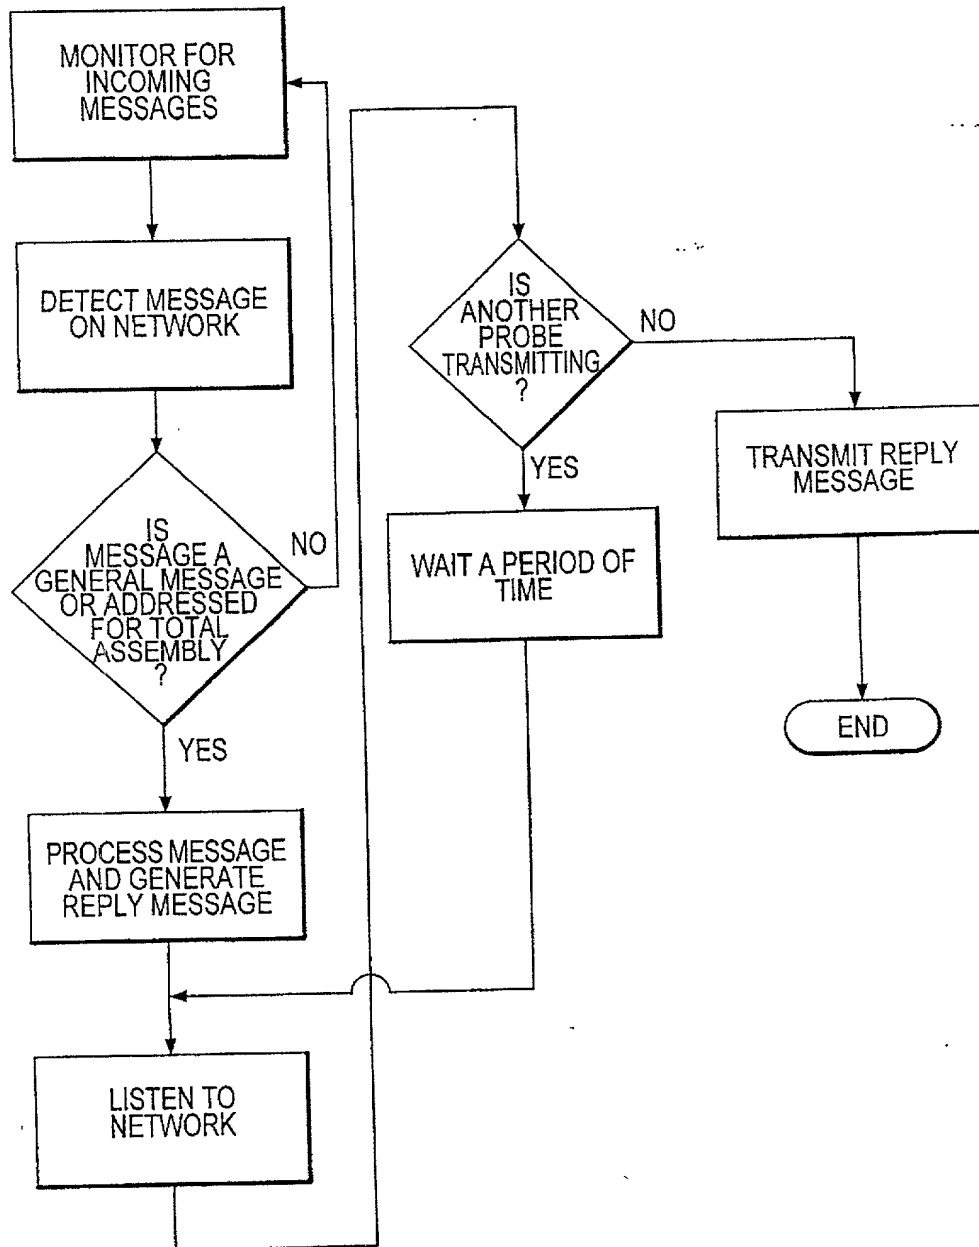 MONITOR FOR
INCOMING
MESSAGES
DETECT MESSAGE
ON NETWORK
IS
MESSAGE A
GENERAL MESSAGE
OR ADDRESSED
FOR TOTAL
ASSEMBLY
?
NO
YES
PROCESS MESSAGE
AND GENERATE
REPLY MESSAGE
LISTEN TO
NETWORK
IS
ANOTHER
PROBE
TRANSMITTING
?
NO
YES
WAIT A PERIOD OF
TIME
TRANSMIT REPLY
MESSAGE
END